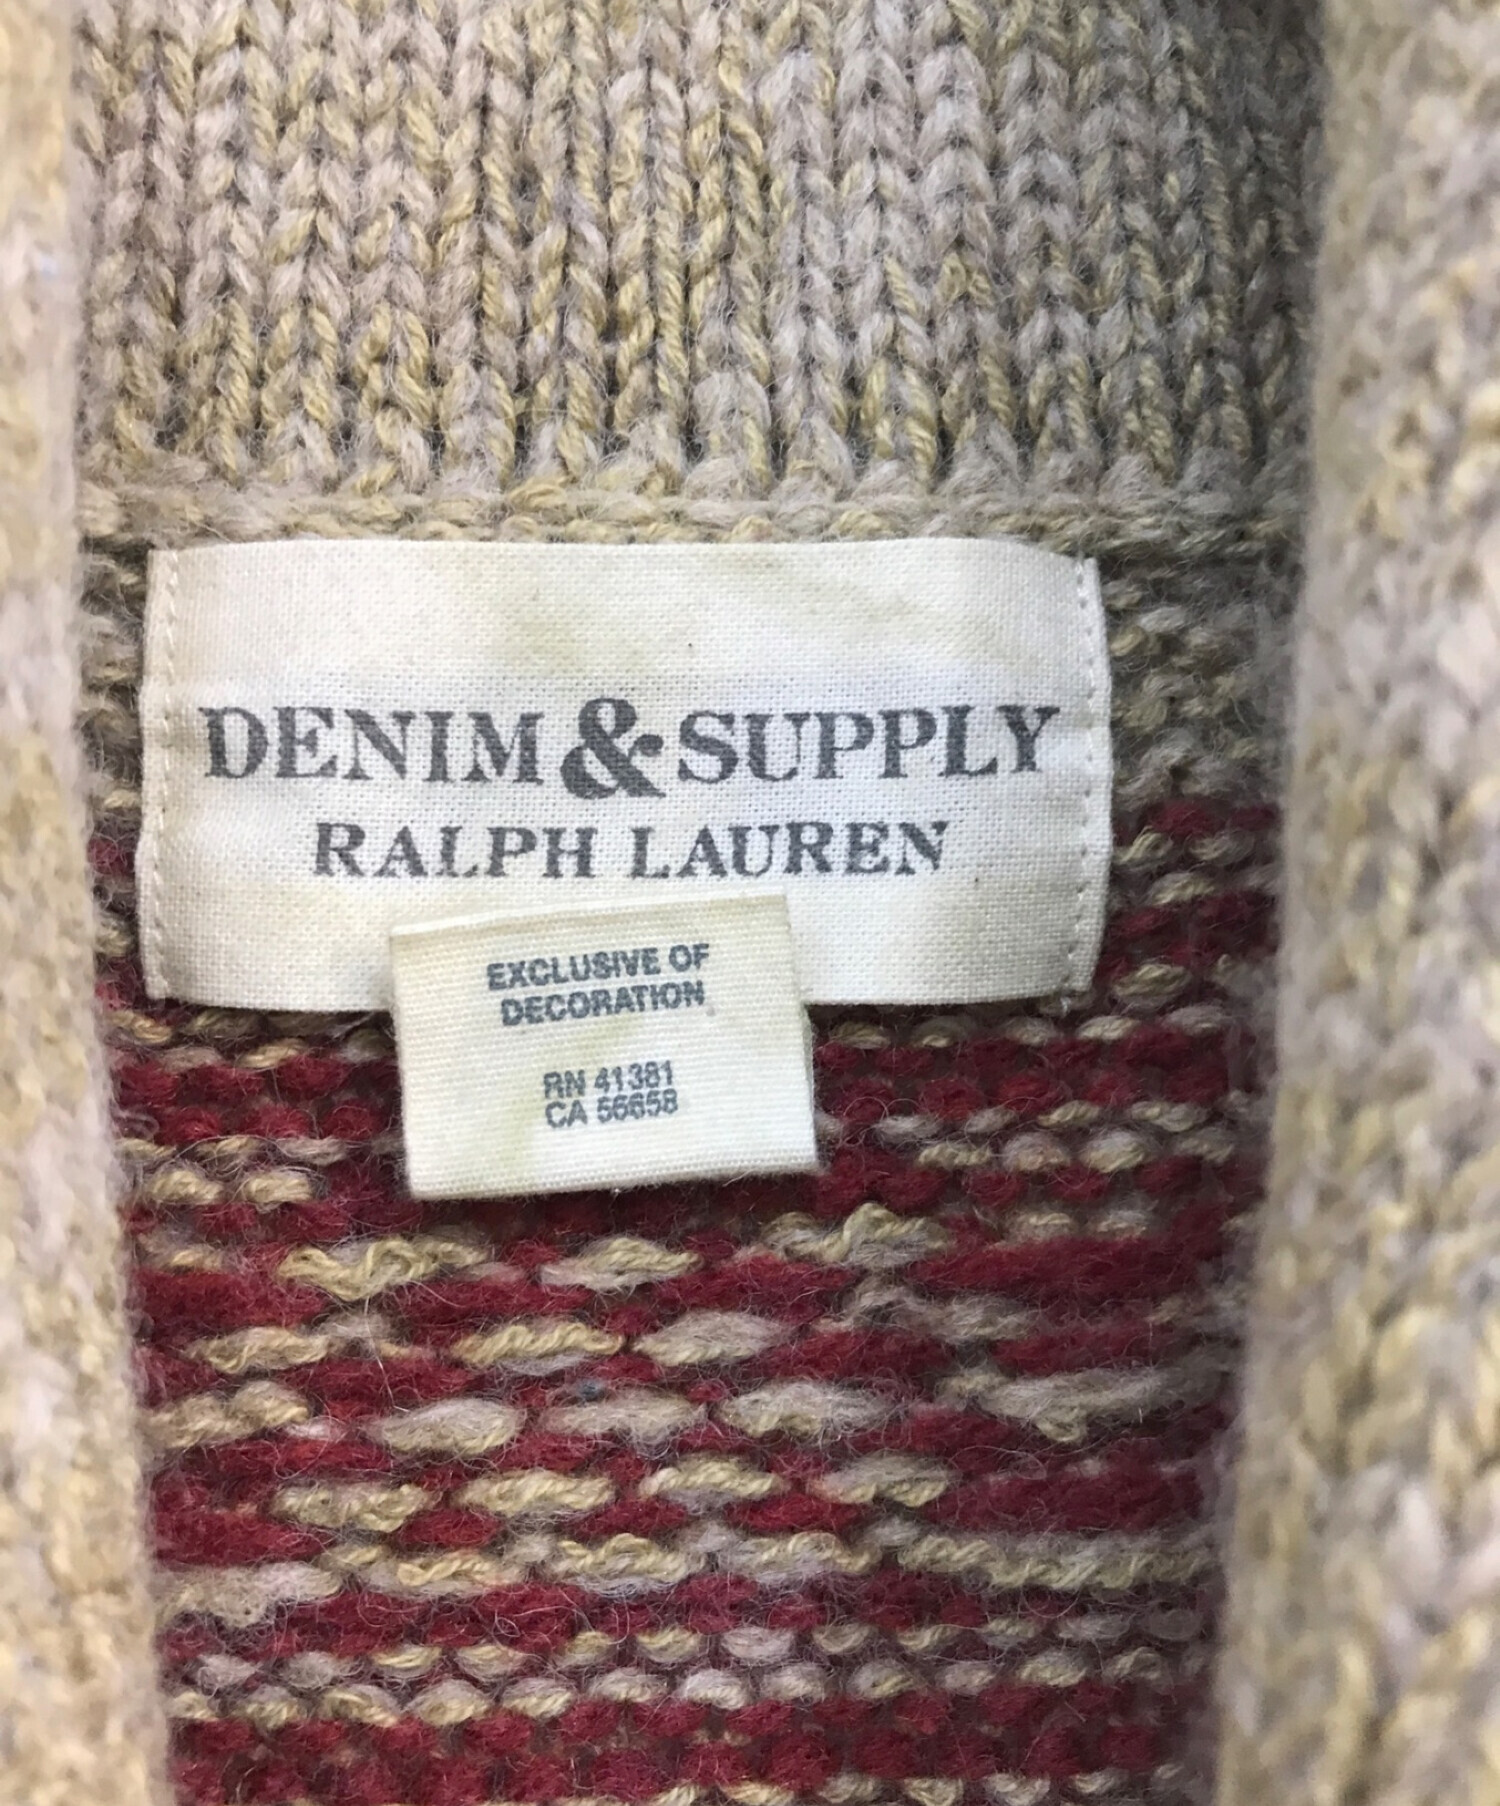 DENIM & SUPPLY
RALPH LAUREN
EXCLUSIVE OF
DECORATION
RN 41381
CA 56658